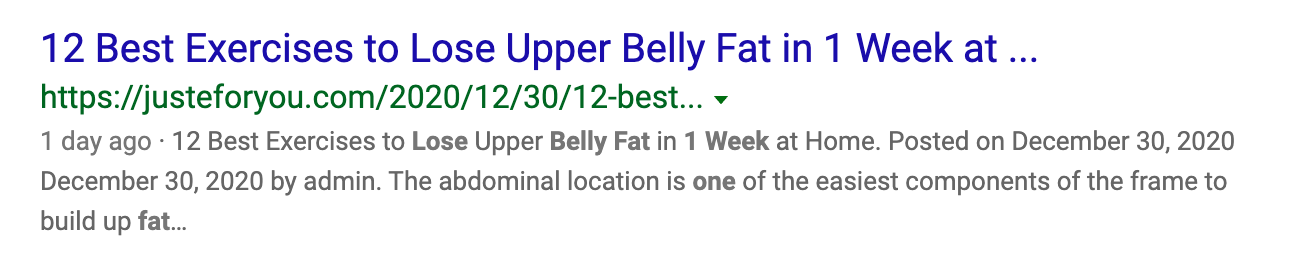 12 Best Exercises to Lose Upper Belly Fat in 1 Week at ...
https://justeforyou.com/2020/12/30/12-best...
1 day ago · 12 Best Exercises to Lose Upper Belly Fat in 1 Week at Home. Posted on December 30, 2020
December 30, 2020 by admin. The abdominal location is one of the easiest components of the frame to
build up fat…